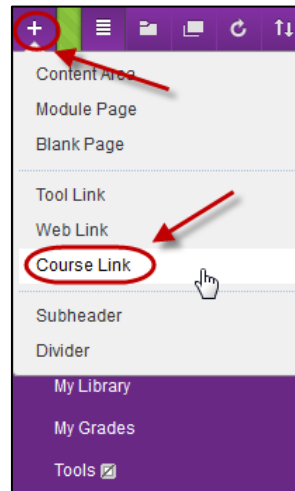 Content Area
Module Page
Blank Page
Tool Link
Web Link
Course Link
Subheader
Divider
My Library
My Grades
Tools